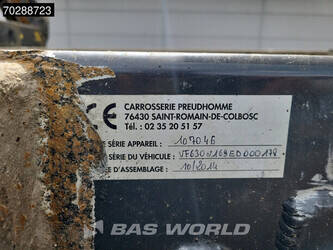 70288723
CE
CARROSSERIE PREUDHOMME
76430 SAINT-ROMAIN-DE-COLBOSC
Tél. : 02 35 20 51 57
E SÉRIE APPAREIL : 107046
SÉRIE DU VÉHICULE :
E D'ASSEMBLAGE : 10/2014
BAS WORLD